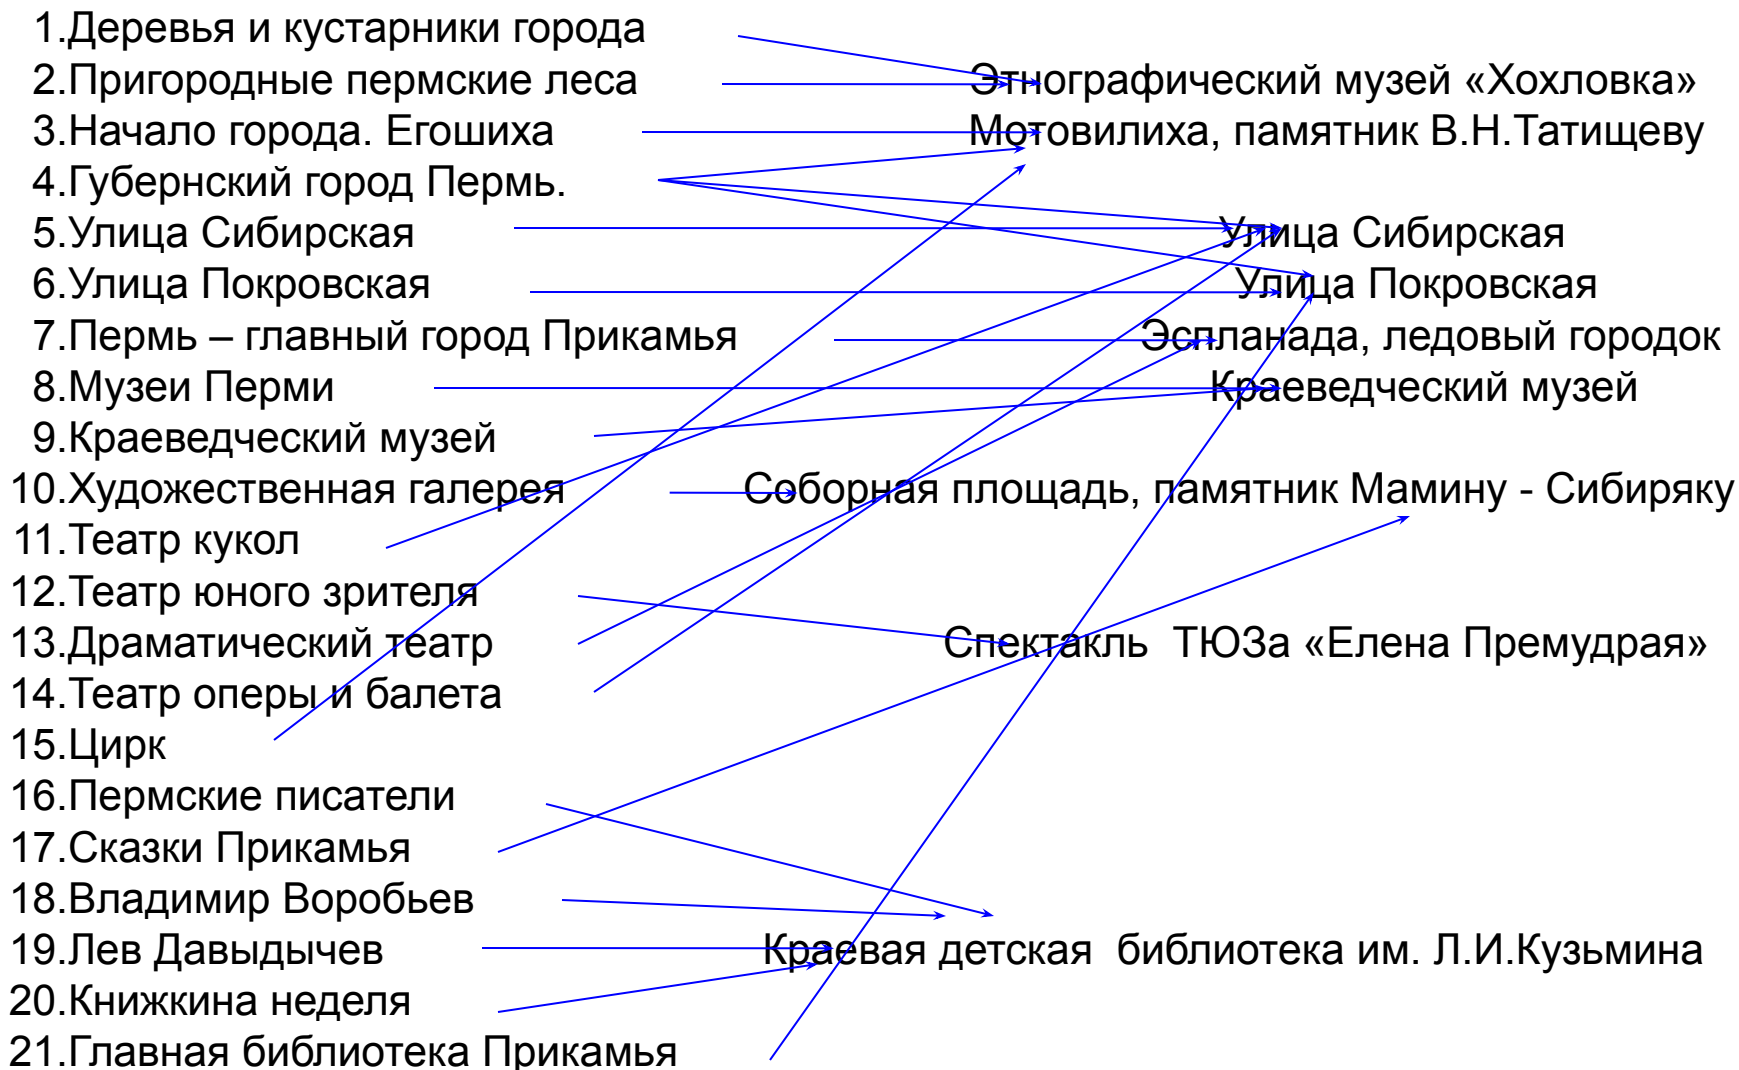 1.Деревья и кустарники города
2.Пригородные пермские леса Этнографический музей «Хохловка»
3.Начало города. Егошиха Мотовилиха, памятник В.Н.Татищеву
4.Губернский город Пермь.
5.Улица Сибирская Улица Сибирская
6.Улица Покровская Улица Покровская
7.Пермь – главный город Прикамья Эспланада, ледовый городок
8.Музеи Перми Краеведческий музей
9.Краеведческий музей
10.Художественная галерея Соборная площадь, памятник Мамину - Сибиряку
11.Театр кукол
12.Театр юного зрителя
13.Драматический театр Спектакль ТЮЗа «Елена Премудрая»
14.Театр оперы и балета
15.Цирк
16.Пермские писатели
17.Сказки Прикамья
18.Владимир Воробьев
19.Лев Давыдычев Краевая детская библиотека им. Л.И.Кузьмина
20.Книжкина неделя
21.Главная библиотека Прикамья